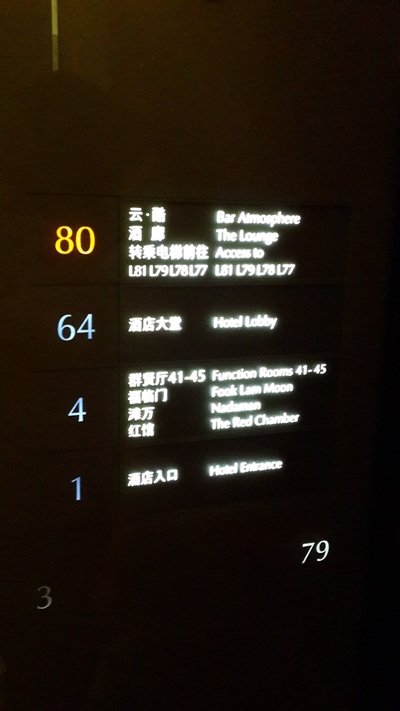 80
云·酷 Bar Atmosphere
酒 廊 The Lounge
转乘电梯前往 Access to
L81 L79 L78 L77 L81 L79 L78 L77
64
酒店大堂 Hotel Lobby
4
群餐厅41-45 Function Rooms 41-45
福临门 Fook Lam Moon
滩万 Nadaman
红馆 The Red Chamber
1
酒店入口 Hotel Entrance
79
3